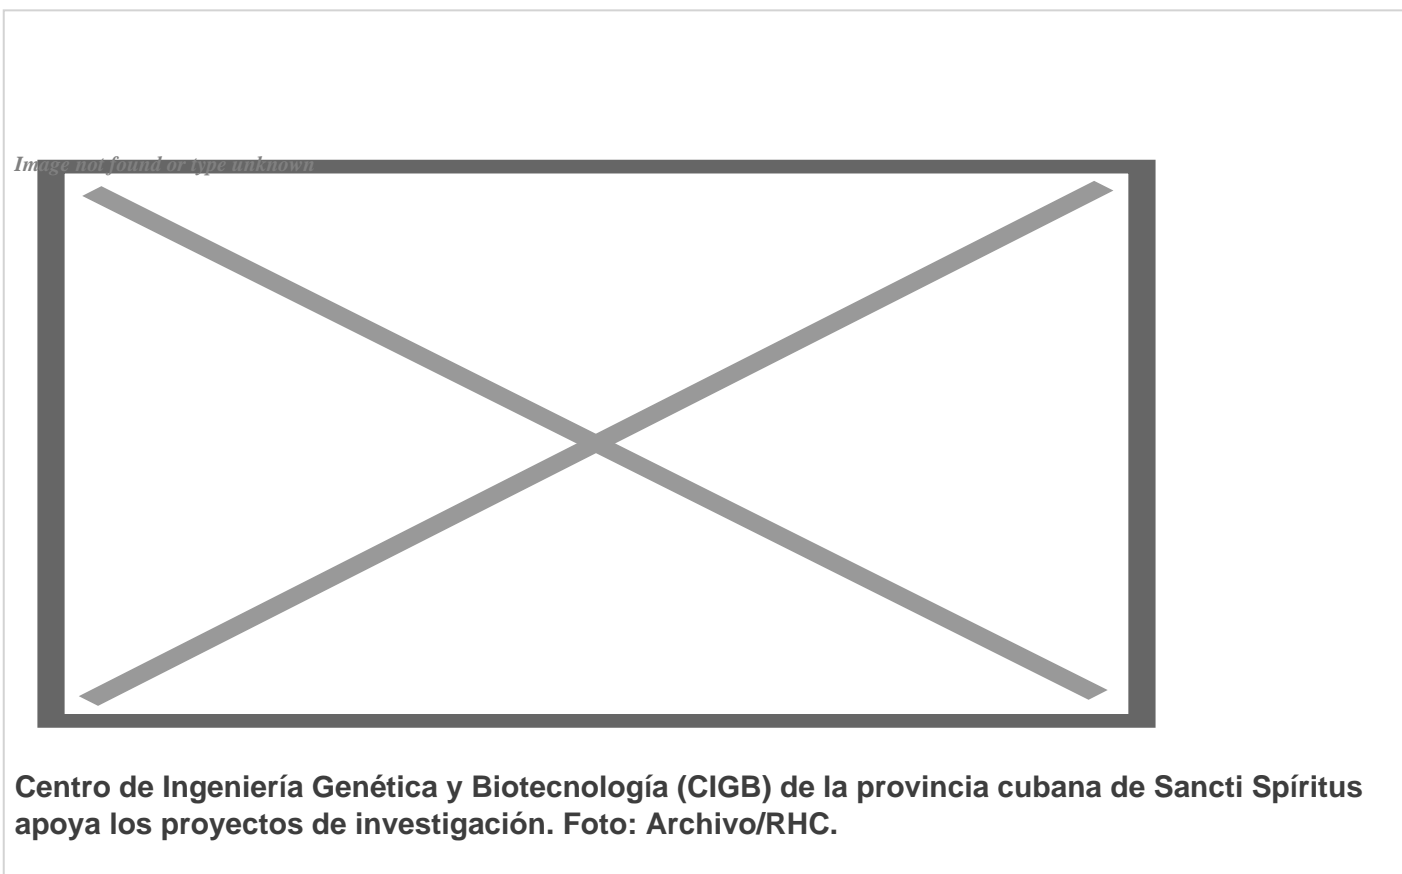 Image not found or type unknown
Centro de Ingeniería Genética y Biotecnología (CIGB) de la provincia cubana de Sancti Spíritus
apoya los proyectos de investigación. Foto: Archivo/RHC.